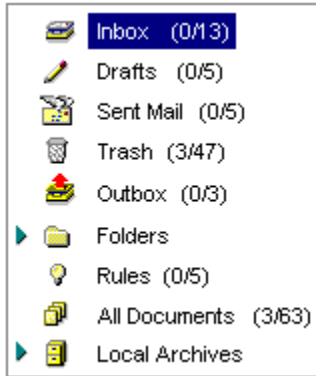 Inbox (0/13)
Drafts (0/5)
Sent Mail (0/5)
Trash (3/47)
Outbox (0/3)
Folders
Rules (0/5)
All Documents (3/63)
Local Archives